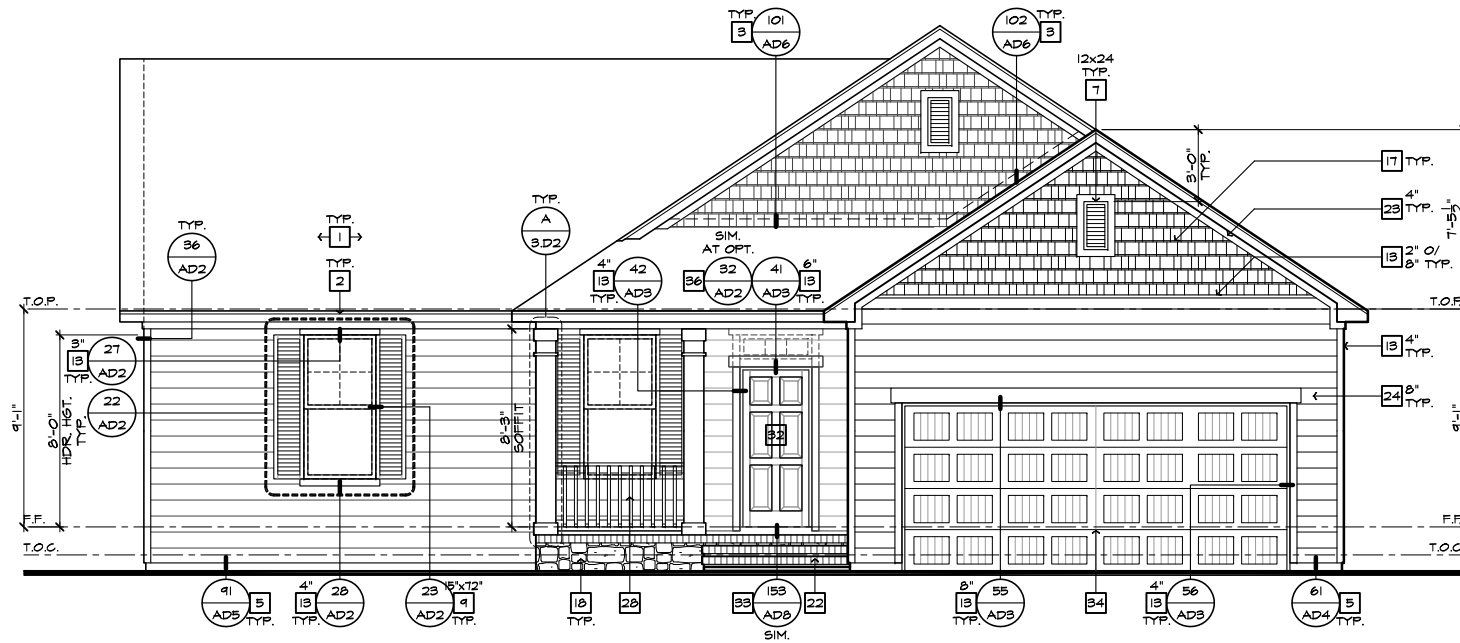 TYP.
3
101
AD6
102
AD6
TYP.
3
12x24
TYP.
7
3'-0"
TYP.
17 TYP.
4"
23 TYP.
13 2" O/
8" TYP.
TYP.
A
3.D2
TYP.
36
AD2
1
TYP.
2
SIM.
AT OPT.
4"
13
TYP.
42
AD3
36
32
AD2
41
AD3
6"
13
TYP.
T.O.P.
3"
13
TYP.
27
AD2
22
AD2
9'-1"
8'-0"
HDR. HGT.
TYP.
8'-3"
SOFFIT
32
13 4"
TYP.
24 8"
TYP.
9'-1"
F.F.
F.F.
T.O.C.
T.O.C.
91
AD5
5
TYP.
4"
13
TYP.
28
AD2
23
AD2
15"x72"
9
TYP.
18
TYP.
28
33
153
AD8
SIM.
22
8"
13
TYP.
55
AD3
34
4"
13
TYP.
56
AD3
61
AD4
5
TYP.